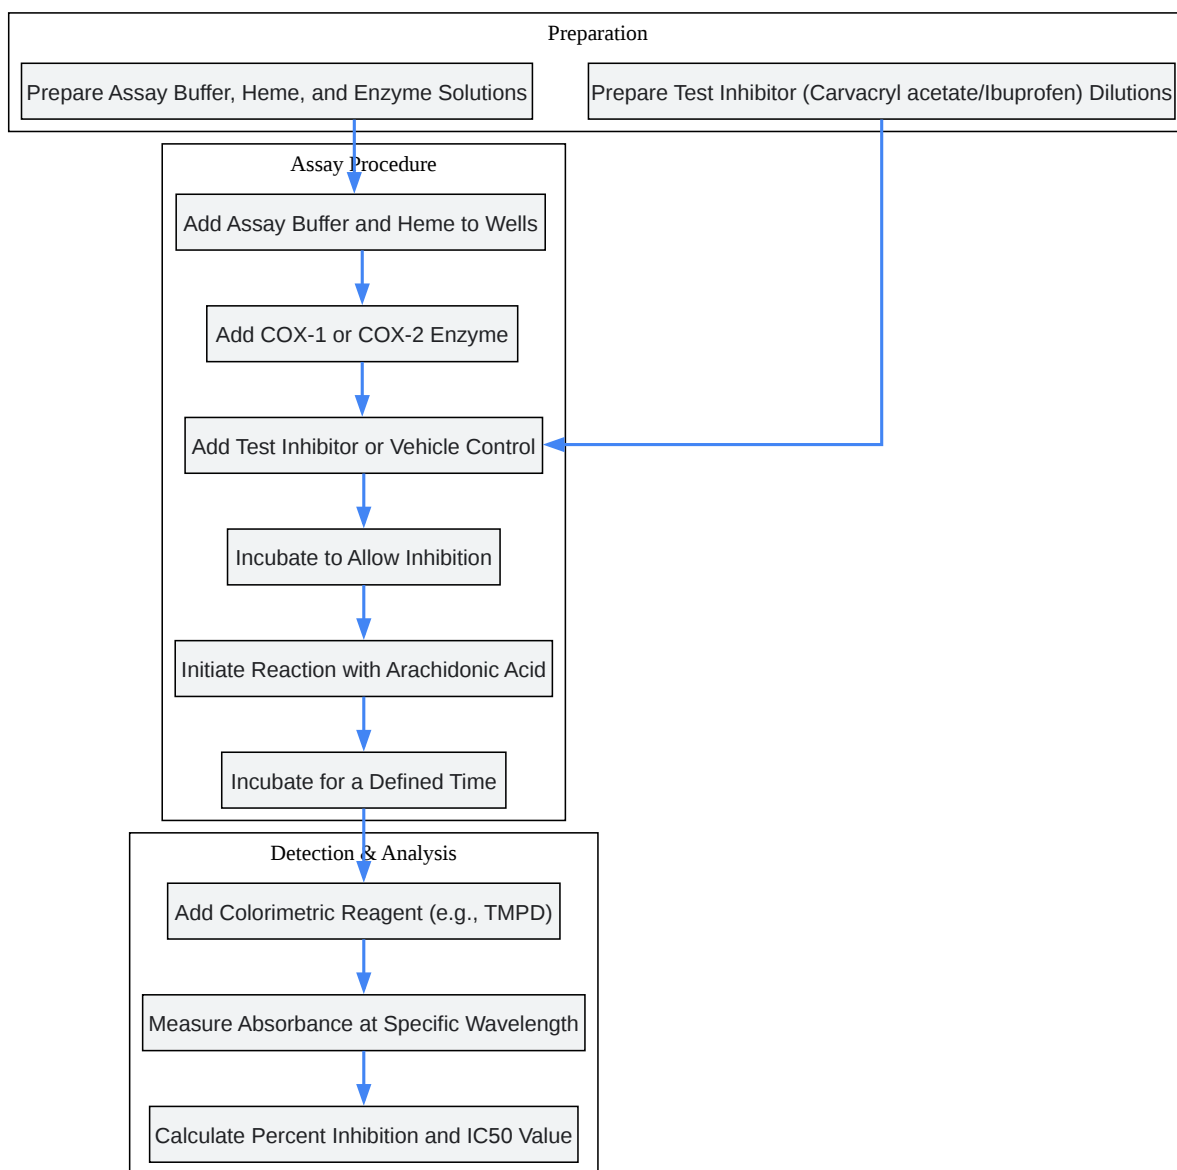 Preparation
Prepare Assay Buffer, Heme, and Enzyme Solutions
Prepare Test Inhibitor (Carvacryl acetate/Ibuprofen) Dilutions
Assay Procedure
Add Assay Buffer and Heme to Wells
Add COX-1 or COX-2 Enzyme
Add Test Inhibitor or Vehicle Control
Incubate to Allow Inhibition
Initiate Reaction with Arachidonic Acid
Incubate for a Defined Time
Detection & Analysis
Add Colorimetric Reagent (e.g., TMPD)
Measure Absorbance at Specific Wavelength
Calculate Percent Inhibition and IC50 Value